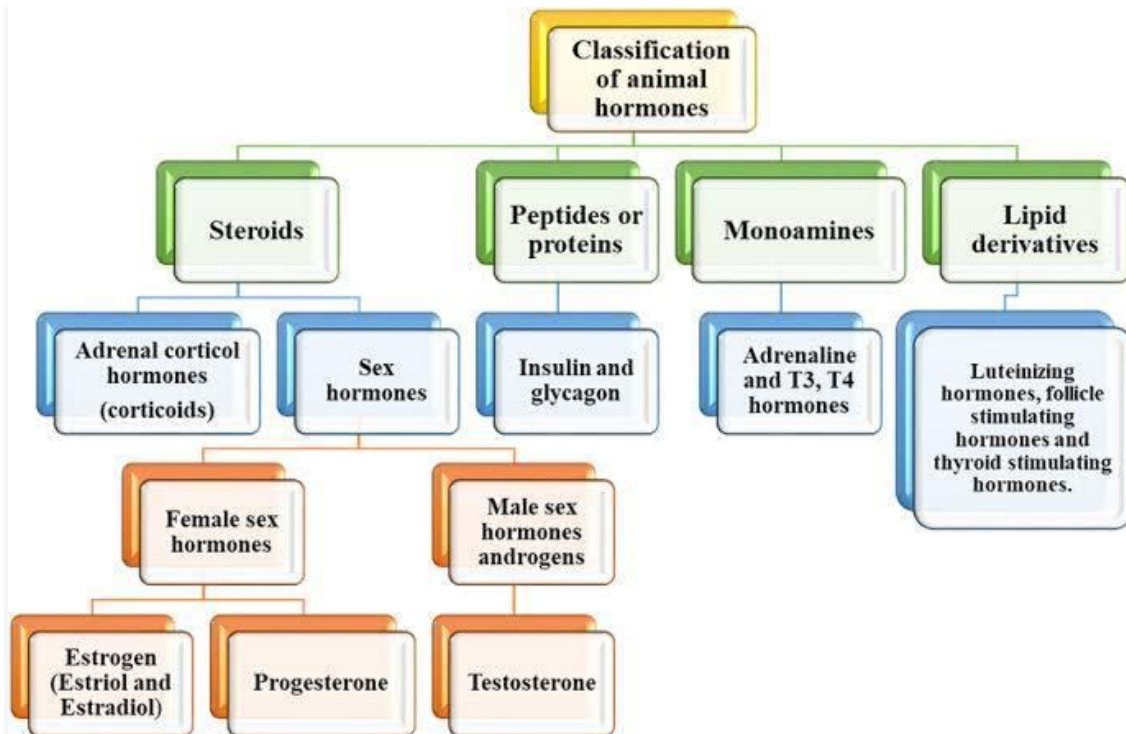 Classification
of animal
hormones
Steroids
Peptides or
proteins
Monoamines
Lipid
derivatives
Adrenal corticol
hormones
(corticoids)
Sex
hormones
Insulin and
glycagon
Adrenaline
and T3, T4
hormones
Luteinizing
hormones, follicle
stimulating
hormones and
thyroid stimulating
hormones.
Female sex
hormones
Male sex
hormones
androgens
Estrogen
(Estriol and
Estradiol)
Progesterone
Testosterone